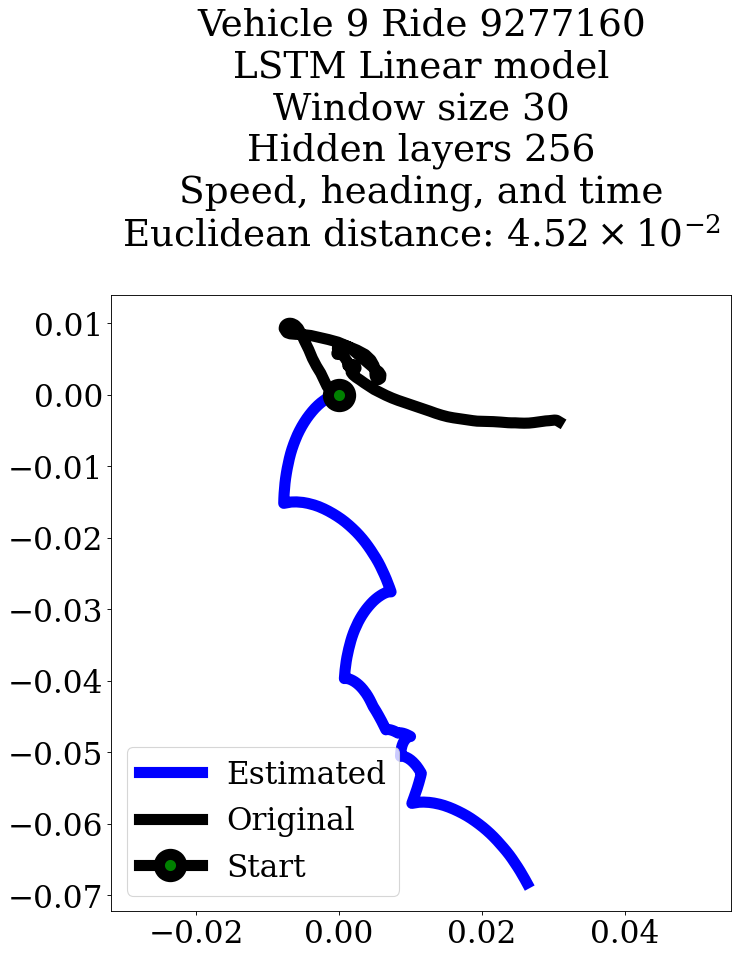 Vehicle 9 Ride 9277160
LSTM Linear model
Window size 30
Hidden layers 256
Speed, heading, and time
Euclidean distance: 4.52 × 10⁻²
0.01
0.00
−0.01
−0.02
−0.03
−0.04
−0.05
−0.06
−0.07
Estimated
Original
Start
−0.02 0.00 0.02 0.04